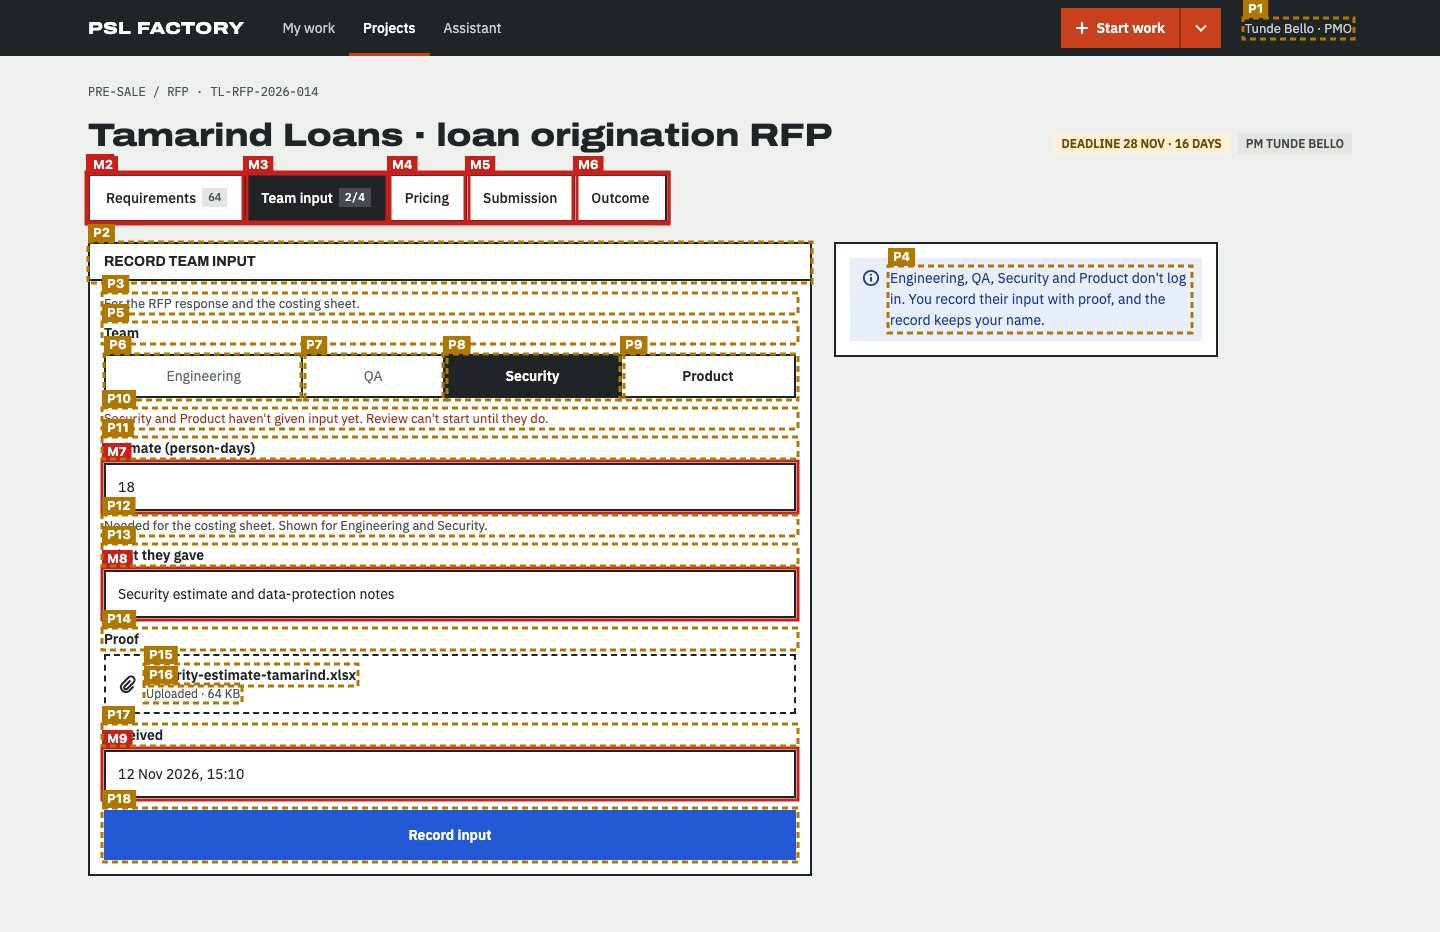 PSL FACTORY
My work
Projects
Assistant
Start work
P1
Tunde Bello · PMO
PRE-SALE / RFP · TL-RFP-2026-014
Tamarind Loans · loan origination RFP
DEADLINE 28 NOV · 16 DAYS
PM TUNDE BELLO
M2
M3
M4
M5
M6
Requirements 64
Team input 2/4
Pricing
Submission
Outcome
P2
RECORD TEAM INPUT
P3
the RFP response and the costing sheet.
P5
Team
P6
P7
P8
P9
Engineering
QA
Security
Product
P10
Security and Product haven't given input yet. Review can't start until they do.
P11
(person-days)
M7
18
P12
Needed for the costing sheet. Shown for Engineering and Security.
P13
they gave
M8
Security estimate and data-protection notes
P14
Proof
P15
P16
rity-estimate-tamarind.xlsx
Uploaded · 64 KB
P17
M9
12 Nov 2026, 15:10
P18
Record input
P4
Engineering, QA, Security and Product don't log
in. You record their input with proof, and the
record keeps your name.